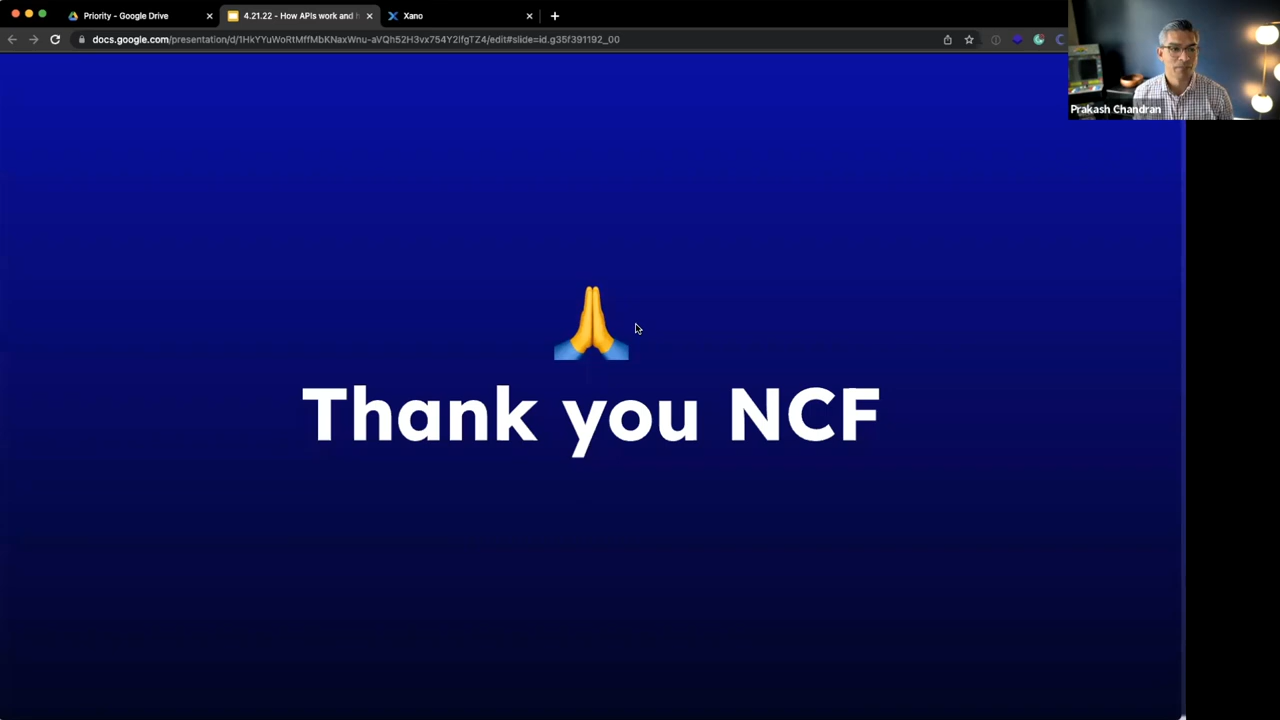 Priority - Google Drive
4.21.22 - How APIs work and h
Xano
docs.google.com/presentation/d/1HkYYuWoRtMffMbKNaxWnu-aVQh52H3vx754Y2lfgTZ4/edit#slide=id.g35f391192_00
Prakash Chandran
Thank you NCF